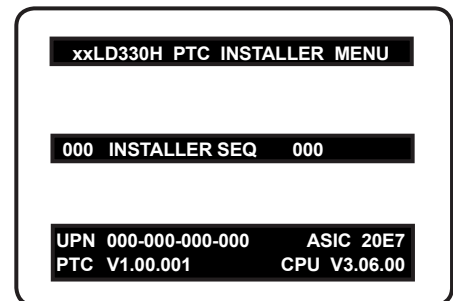 xxLD330H PTC INSTALLER MENU
000 INSTALLER SEQ 000
UPN 000-000-000-000 ASIC 20E7
PTC V1.00.001 CPU V3.06.00